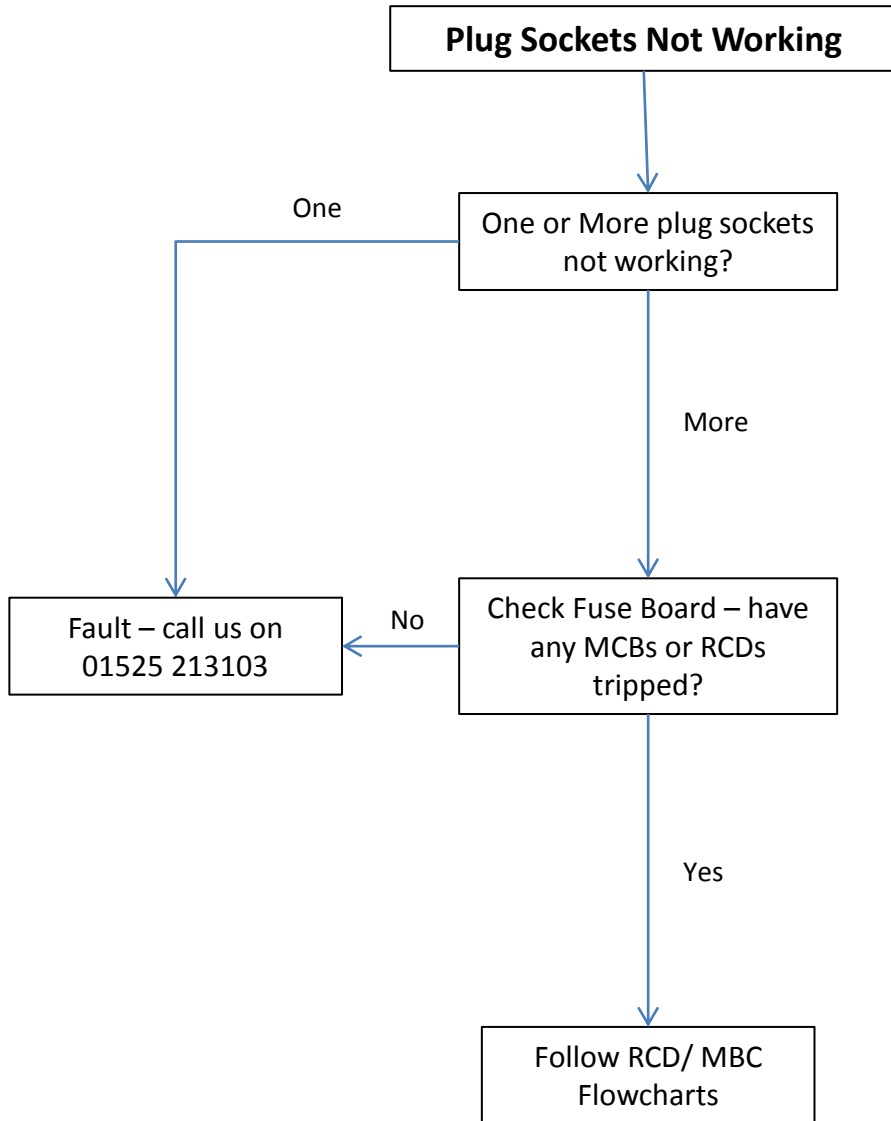 Plug Sockets Not Working
One
One or More plug sockets
not working?
More
Fault – call us on
01525 213103
No
Check Fuse Board – have
any MCBs or RCDs
tripped?
Yes
Follow RCD/ MBC
Flowcharts